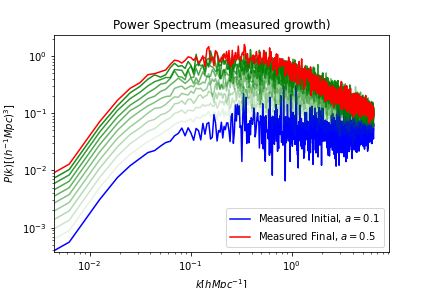 Power Spectrum (measured growth)
10⁰
10⁻¹
10⁻²
10⁻³
P(k)[(h⁻¹Mpc)³]
Measured Initial, a = 0.1
Measured Final, a = 0.5
10⁻² 10⁻¹ 10⁰
k[hMpc⁻¹]